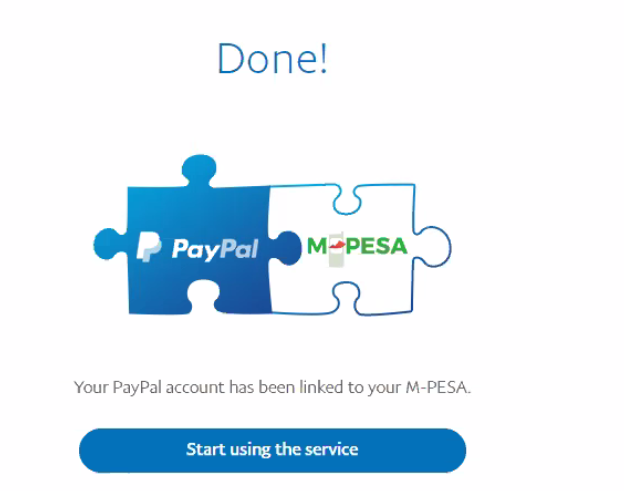 Done!
PayPal M-PESA
Your PayPal account has been linked to your M-PESA.
Start using the service